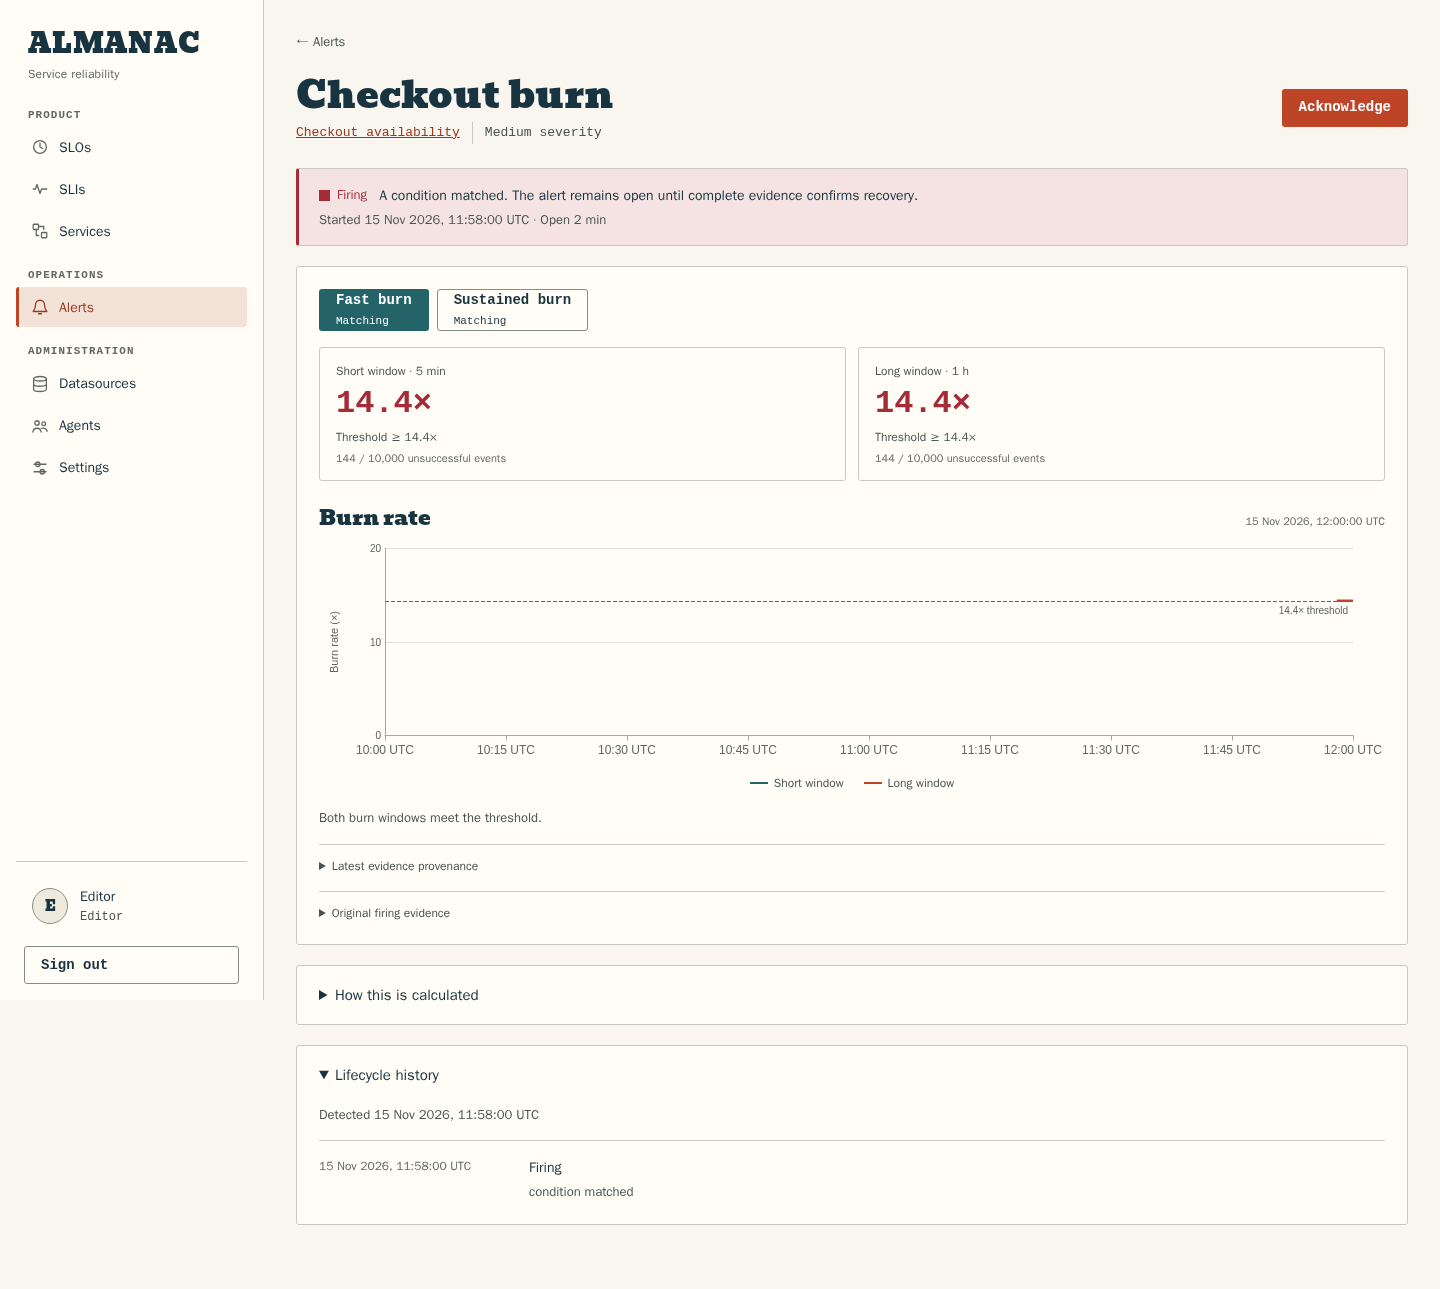 ALMANAC
Service reliability
PRODUCT
SLOs
SLIs
Services
OPERATIONS
Alerts
ADMINISTRATION
Datasources
Agents
Settings
E
Editor
Editor
Sign out
← Alerts
Checkout burn
Checkout availability
Medium severity
Acknowledge
Firing A condition matched. The alert remains open until complete evidence confirms recovery.
Started 15 Nov 2026, 11:58:00 UTC · Open 2 min
Fast burn
Matching
Sustained burn
Matching
Short window · 5 min
14.4×
Threshold ≥ 14.4×
144 / 10,000 unsuccessful events
Long window · 1 h
14.4×
Threshold ≥ 14.4×
144 / 10,000 unsuccessful events
Burn rate
15 Nov 2026, 12:00:00 UTC
Burn rate (×)
20
10
0
14.4× threshold
10:00 UTC 10:15 UTC 10:30 UTC 10:45 UTC 11:00 UTC 11:15 UTC 11:30 UTC 11:45 UTC 12:00 UTC
Short window Long window
Both burn windows meet the threshold.
Latest evidence provenance
Original firing evidence
How this is calculated
Lifecycle history
Detected 15 Nov 2026, 11:58:00 UTC
15 Nov 2026, 11:58:00 UTC
Firing
condition matched